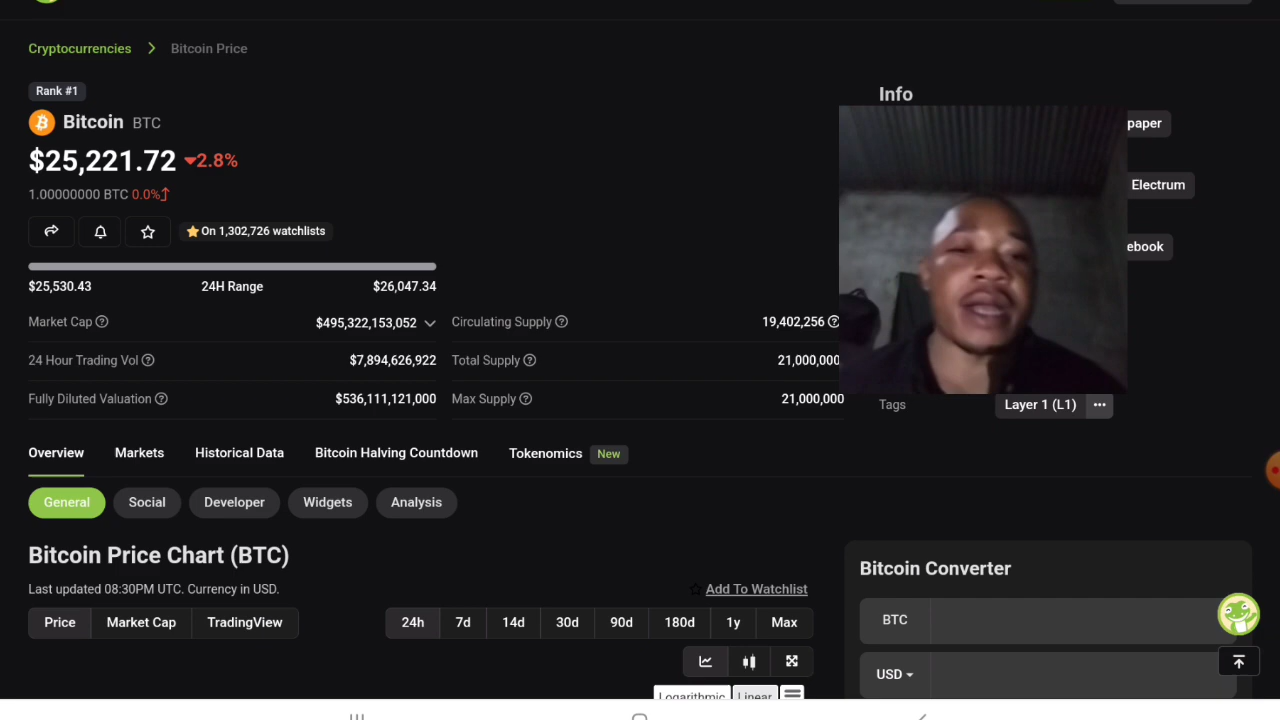 Cryptocurrencies > Bitcoin Price
Rank #1
Bitcoin BTC
$25,221.72 2.8%
1.00000000 BTC 0.0%
On 1,302,726 watchlists
$25,530.43 24H Range $26,047.34
Market Cap $495,322,153,052
24 Hour Trading Vol $7,894,626,922
Fully Diluted Valuation $536,111,121,000
Circulating Supply 19,402,256
Total Supply 21,000,000
Max Supply 21,000,000
Info
paper
Electrum
ebook
Tags Layer 1 (L1)
Overview Markets Historical Data Bitcoin Halving Countdown Tokenomics New
General Social Developer Widgets Analysis
Bitcoin Price Chart (BTC)
Last updated 08:30PM UTC. Currency in USD.
Add To Watchlist
Price Market Cap TradingView
24h 7d 14d 30d 90d 180d 1y Max
Logarithmic Linear
Bitcoin Converter
BTC
USD